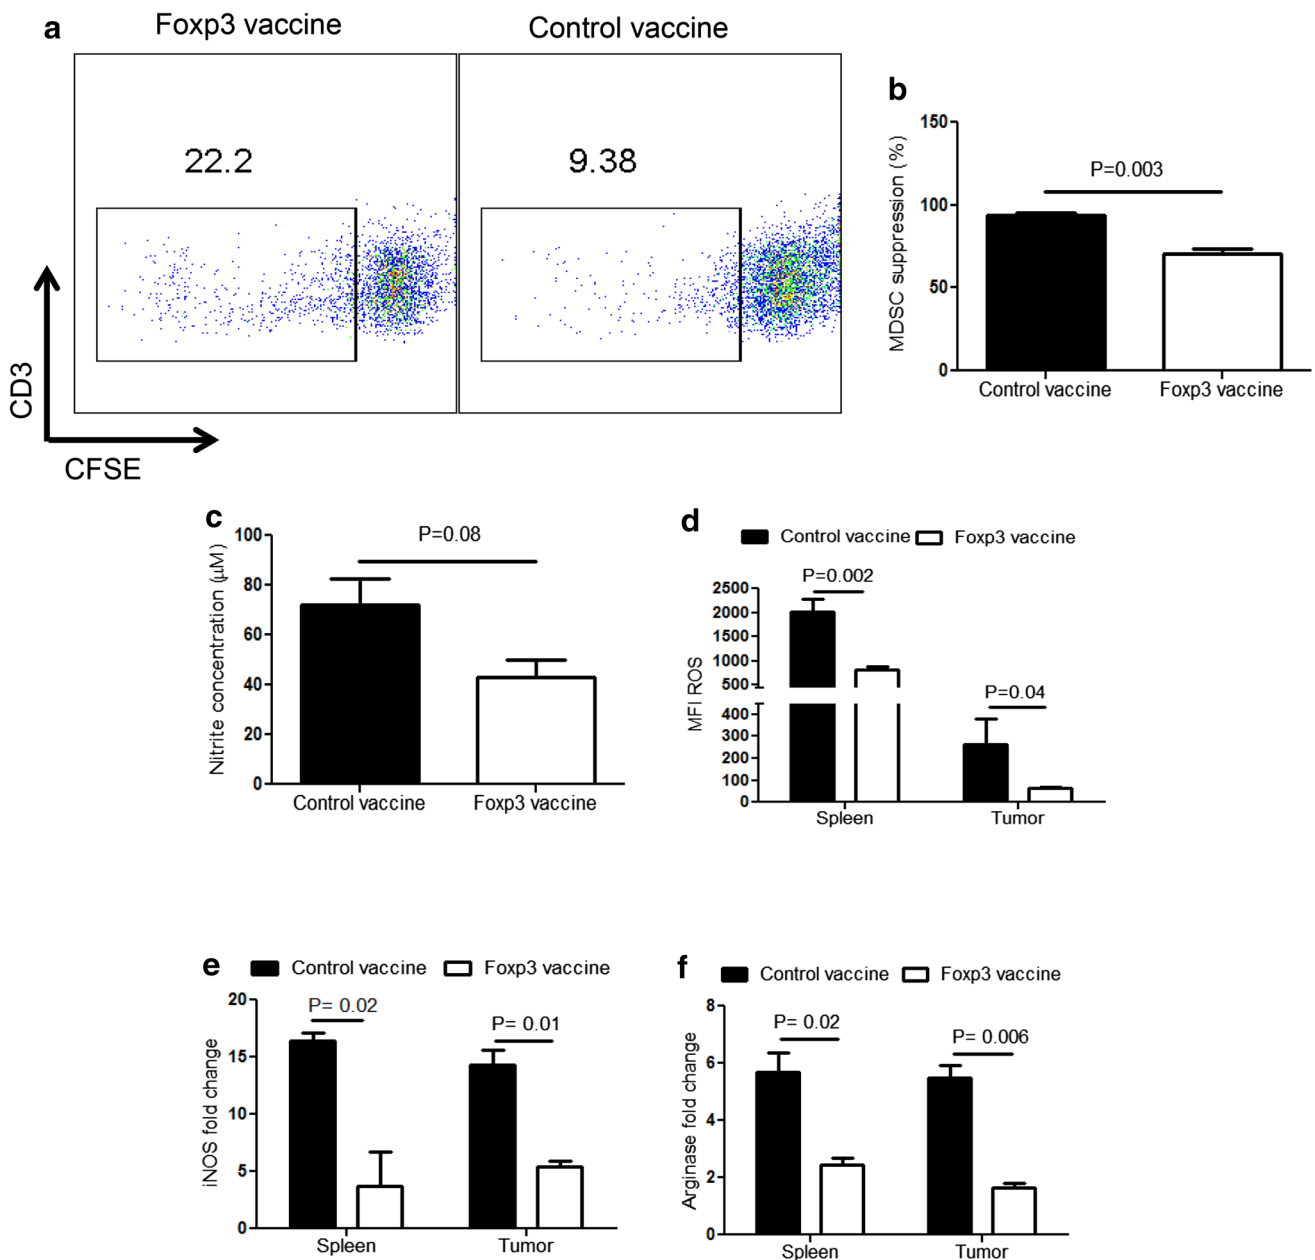 a
Foxp3 vaccine
Control vaccine
22.2
9.38
CD3
CFSE
b
MDSC suppression (%)
150
100
50
0
P=0.003
Control vaccine
Foxp3 vaccine
c
Nitrite concentration (μM)
100
80
60
40
20
0
P=0.08
Control vaccine
Foxp3 vaccine
d
Control vaccine
Foxp3 vaccine
MFI ROS
2500
2000
1500
1000
500
400
300
200
100
0
P=0.002
P=0.04
Spleen
Tumor
e
Control vaccine
Foxp3 vaccine
iNOS fold change
20
15
10
5
0
P= 0.02
P= 0.01
Spleen
Tumor
f
Control vaccine
Foxp3 vaccine
Arginase fold change
8
6
4
2
0
P= 0.02
P= 0.006
Spleen
Tumor